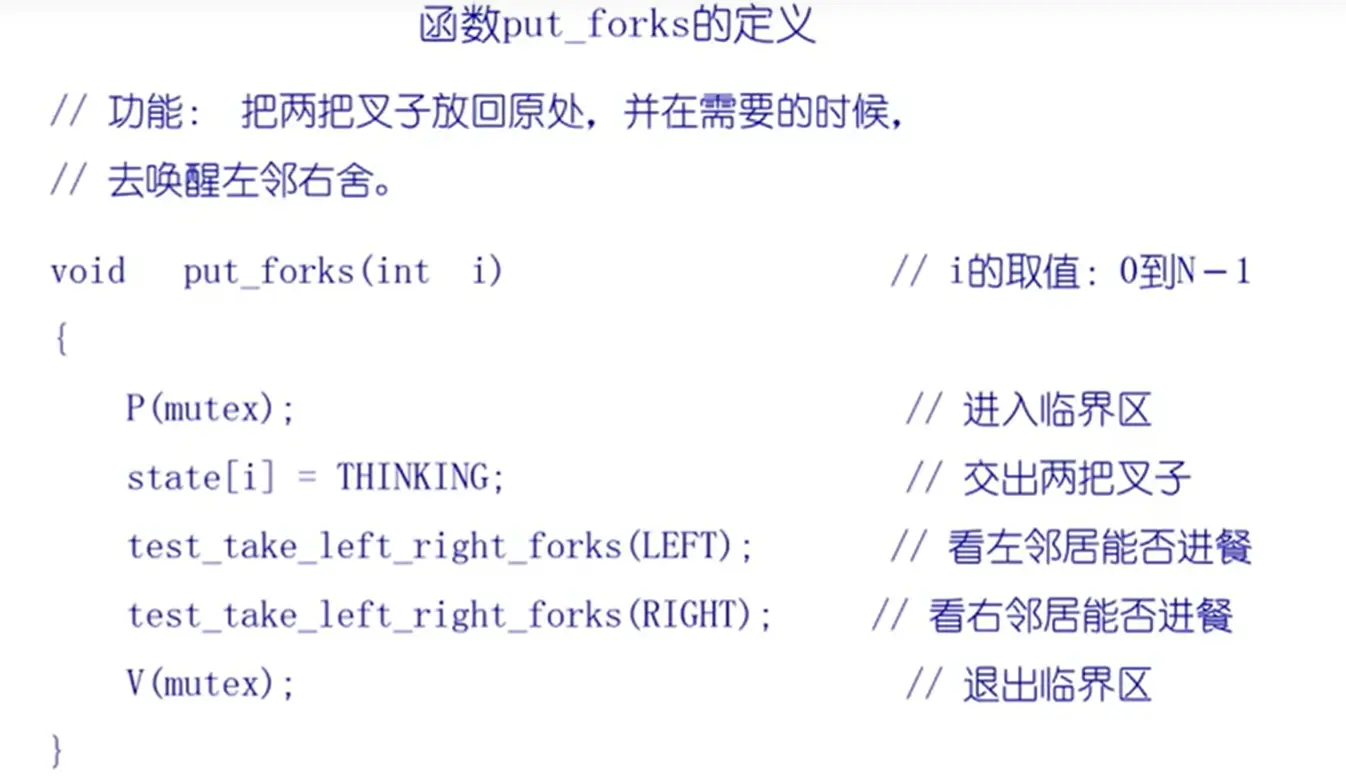 函数put_forks的定义
// 功能： 把两把叉子放回原处，并在需要的时候，
// 去唤醒左邻右舍。
void put_forks(int i) // i的取值：0到N－1
{
P(mutex); // 进入临界区
state[i] = THINKING; // 交出两把叉子
test_take_left_right_forks(LEFT); // 看左邻居能否进餐
test_take_left_right_forks(RIGHT); // 看右邻居能否进餐
V(mutex); // 退出临界区
}